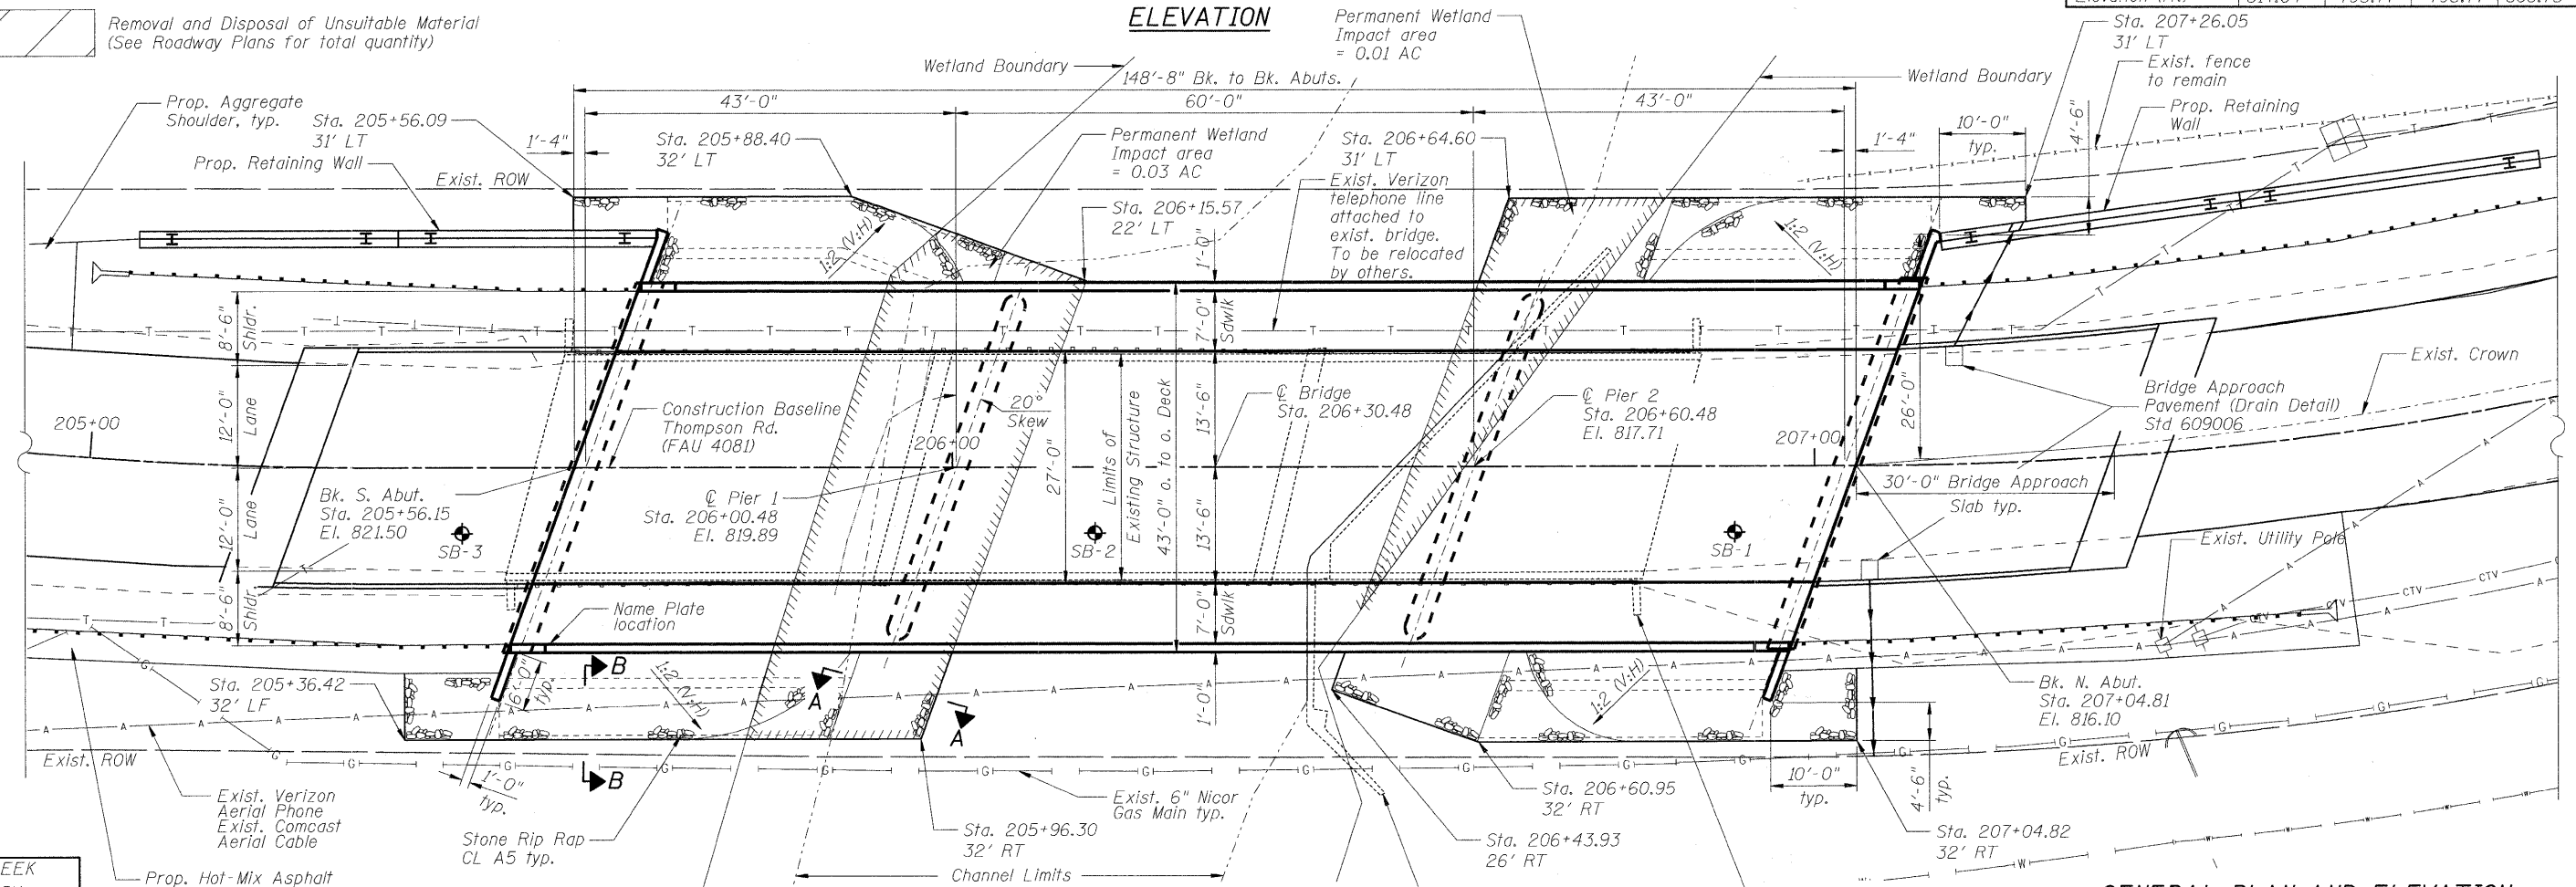 ELEVATION
Removal and Disposal of Unsuitable Material
(See Roadway Plans for total quantity)
Permanent Wetland
Impact area
= 0.01 AC
Sta. 207+26.05
31' LT
Exist. fence
to remain
Wetland Boundary
148'-8" Bk. to Bk. Abuts.
Wetland Boundary
43'-0"
60'-0"
43'-0"
Prop. Aggregate
Shoulder, typ.
Sta. 205+56.09
31' LT
1'-4"
Sta. 205+88.40
32' LT
Permanent Wetland
Impact area
= 0.03 AC
Sta. 206+64.60
31' LT
1'-4"
10'-0"
typ.
4'-6"
Prop. Retaining
Wall
Prop. Retaining Wall
Exist. ROW
Sta. 206+15.57
22' LT
Exist. Verizon
telephone line
attached to
exist. bridge.
To be relocated
by others.
1:2 (V:H)
1:2 (V:H)
1'-0"
8'-6"
Shldr.
7'-0"
Sdwlk
Exist. Crown
12'-0"
Lane
Construction Baseline
Thompson Rd.
(FAU 4081)
20°
Skew
℄ Bridge
Sta. 206+30.48
13'-6"
℄ Pier 2
Sta. 206+60.48
El. 817.71
26'-0"
Bridge Approach
Pavement (Drain Detail)
Std 609006
205+00
206+00
207+00
Bk. S. Abut.
Sta. 205+56.15
El. 821.50
℄ Pier 1
Sta. 206+00.48
El. 819.89
27'-0"
Limits of
Existing Structure
43'-0" o. to o. Deck
30'-0" Bridge Approach
Slab typ.
12'-0"
Lane
13'-6"
SB-3
SB-2
SB-1
Exist. Utility Pole
8'-6"
Shldr.
Name Plate
location
7'-0"
Sdwlk
CTV
CTV
CTV
Sta. 205+36.42
32' LF
6'-0"
typ.
B
1:2 (V:H)
A
A
1'-0"
1:2 (V:H)
Bk. N. Abut.
Sta. 207+04.81
El. 816.10
Exist. ROW
1'-0"
typ.
B
10'-0"
typ.
4'-6"
typ.
Exist. ROW
Exist. Verizon
Aerial Phone
Exist. Comcast
Aerial Cable
Stone Rip Rap
CL A5 typ.
Sta. 205+96.30
32' RT
Exist. 6" Nicor
Gas Main typ.
Sta. 206+60.95
32' RT
Sta. 206+43.93
26' RT
Sta. 207+04.82
32' RT
EEK
Prop. Hot-Mix Asphalt
Channel Limits